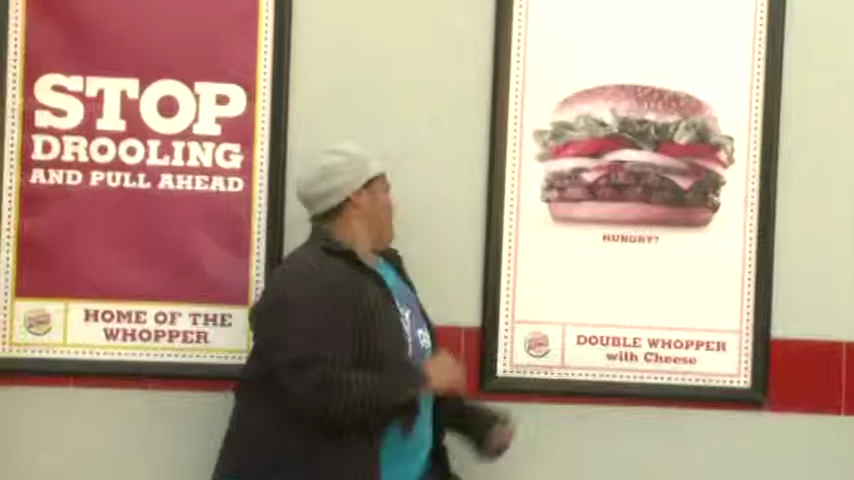 STOP
DROOLING
AND PULL AHEAD
HOME OF THE
WHOPPER
HUNGRY?
DOUBLE WHOPPER
with Cheese